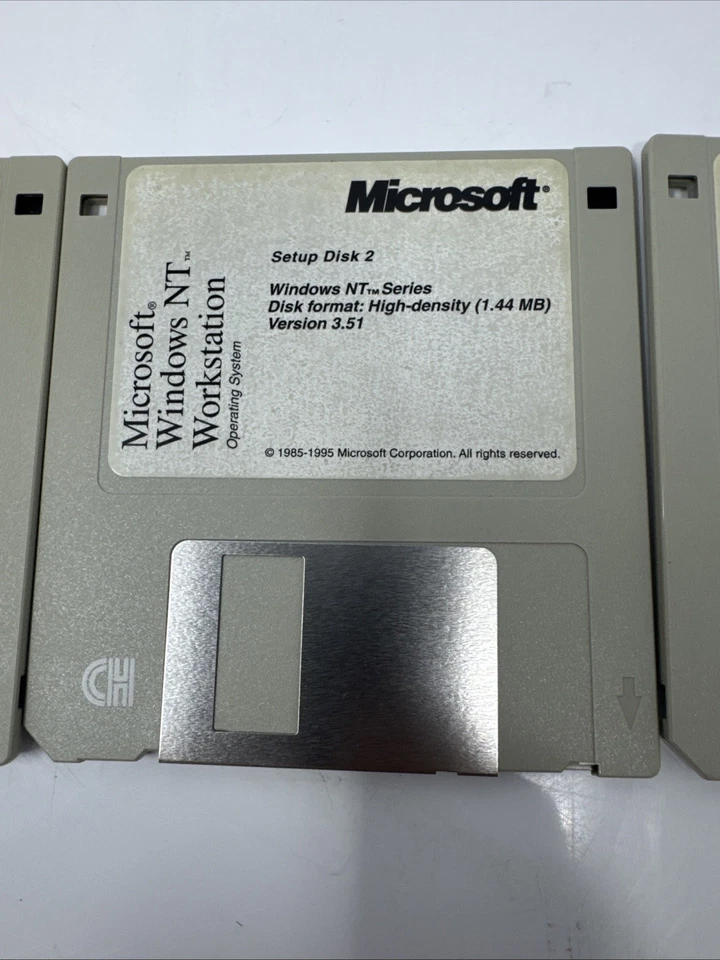 Microsoft®
Setup Disk 2
Windows NT™ Series
Disk format: High-density (1.44 MB)
Version 3.51
Microsoft®
Windows NT™
Workstation
Operating System
© 1985-1995 Microsoft Corporation. All rights reserved.
CH